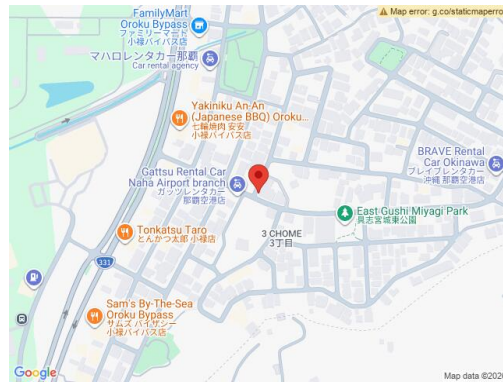 Map error: g.co/staticmaperro
FamilyMart
Oroku Bypass
ファミリーマート
小禄バイパス店
マハロレンタカー那覇
Car rental agency
Yakiniku An-An
(Japanese BBQ) Oroku...
七輪焼肉 安安
小禄バイパス店
BRAVE Rental
Car Okinawa
ブレイブレンタカー
沖縄 那覇空港店
Gattsu Rental Car
Naha Airport branch
ガッツレンタカー
那覇空港店
East Gushi Miyagi Park
具志宮城東公園
3 CHOME
3丁目
Tonkatsu Taro
とんかつ太郎 小禄店
331
Sam's By-The-Sea
Oroku Bypass
サムズ バイザシー
小禄バイパス店
Google
Map data ©2026